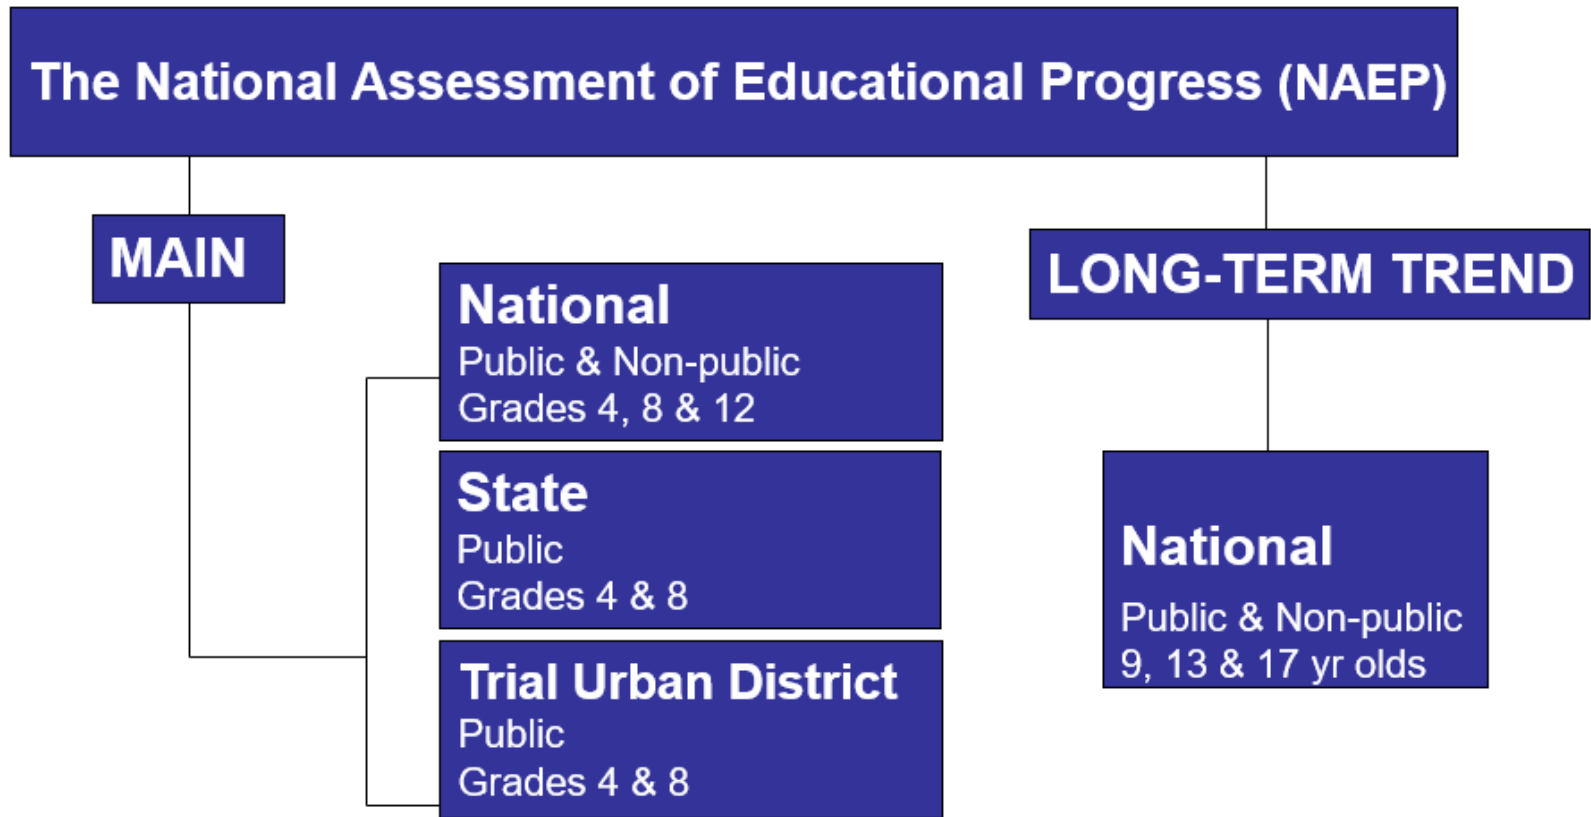 The National Assessment of Educational Progress (NAEP)
MAIN
National
Public & Non-public
Grades 4, 8 & 12
State
Public
Grades 4 & 8
Trial Urban District
Public
Grades 4 & 8
LONG-TERM TREND
National
Public & Non-public
9, 13 & 17 yr olds